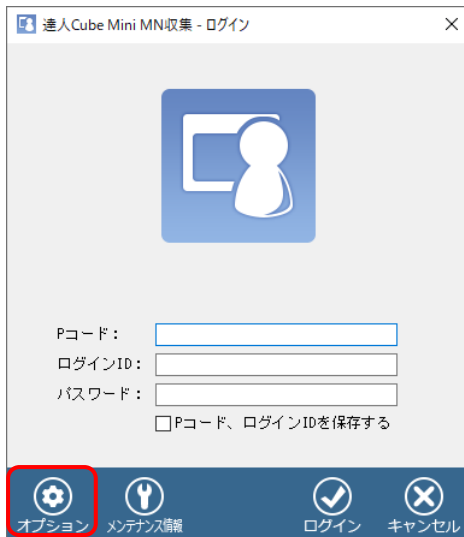 達人Cube Mini MN収集 - ログイン
Pコード：
ログインID：
パスワード：
Pコード、ログインIDを保存する
オプション メンテナンス情報 ログイン キャンセル